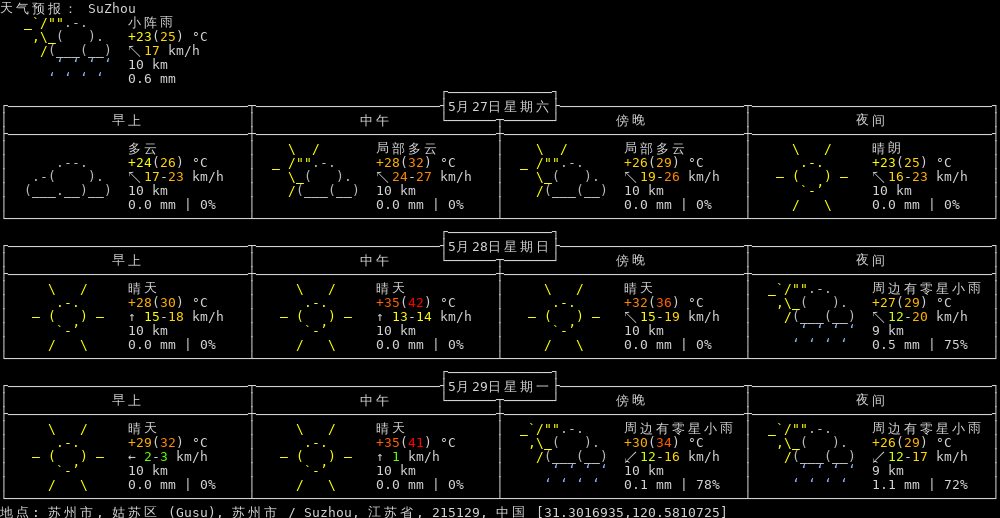 天气预报： SuZhou
小阵雨
+23(25) °C
↖ 17 km/h
10 km
0.6 mm
5月27日星期六
早上 中午 傍晚 夜间
多云 局部多云 局部多云 晴朗
+24(26) °C +28(32) °C +26(29) °C +23(25) °C
↖ 17-23 km/h ↖ 24-27 km/h ↖ 19-26 km/h ↖ 16-23 km/h
10 km 10 km 10 km 10 km
0.0 mm | 0% 0.0 mm | 0% 0.0 mm | 0% 0.0 mm | 0%
5月28日星期日
早上 中午 傍晚 夜间
晴天 晴天 晴天 周边有零星小雨
+28(30) °C +35(42) °C +32(36) °C +27(29) °C
↑ 15-18 km/h ↑ 13-14 km/h ↖ 15-19 km/h ↖ 12-20 km/h
10 km 10 km 10 km 9 km
0.0 mm | 0% 0.0 mm | 0% 0.0 mm | 0% 0.5 mm | 75%
5月29日星期一
早上 中午 傍晚 夜间
晴天 晴天 周边有零星小雨 周边有零星小雨
+29(32) °C +35(41) °C +30(34) °C +26(29) °C
← 2-3 km/h ↑ 1 km/h ↙ 12-16 km/h ↙ 12-17 km/h
10 km 10 km 10 km 9 km
0.0 mm | 0% 0.0 mm | 0% 0.1 mm | 78% 1.1 mm | 72%
地点: 苏州市, 姑苏区 (Gusu), 苏州市 / Suzhou, 江苏省, 215129, 中国 [31.3016935,120.5810725]